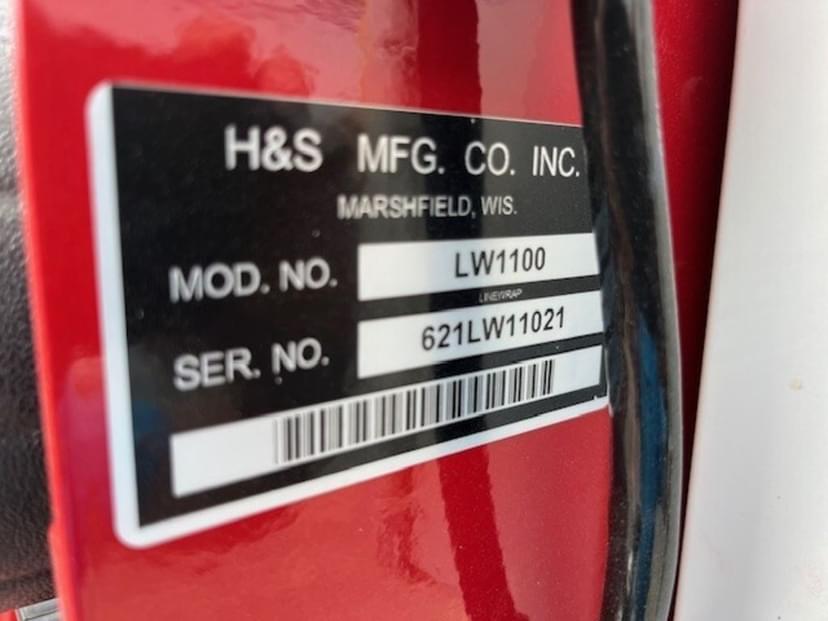 H&S MFG. CO. INC.
MARSHFIELD, WIS.
MOD. NO. LW1100
LINEWRAP
SER. NO. 621LW11021